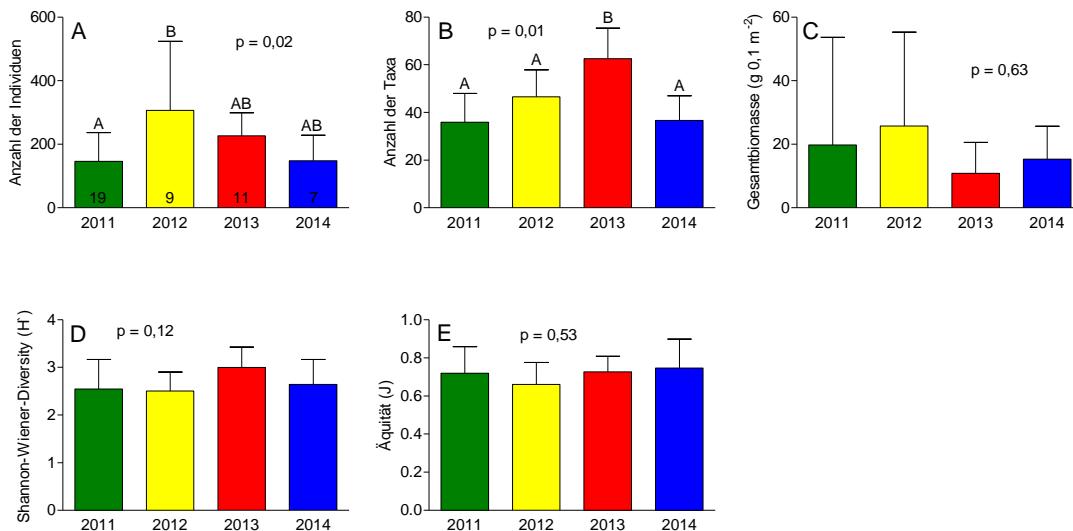 A
p = 0,02
Anzahl der Individuen
600
400
200
0
A
B
AB
AB
19
9
11
7
2011
2012
2013
2014
B
p = 0,01
Anzahl der Taxa
80
60
40
20
0
A
A
B
A
2011
2012
2013
2014
C
p = 0,63
Gesambiomasse (g 0,1 m⁻²)
60
40
20
0
2011
2012
2013
2014
D
p = 0,12
Shannon-Wiener-Diversity (H')
4
3
2
1
0
2011
2012
2013
2014
E
p = 0,53
Äquität (J)
1.0
0.8
0.6
0.4
0.2
0.0
2011
2012
2013
2014